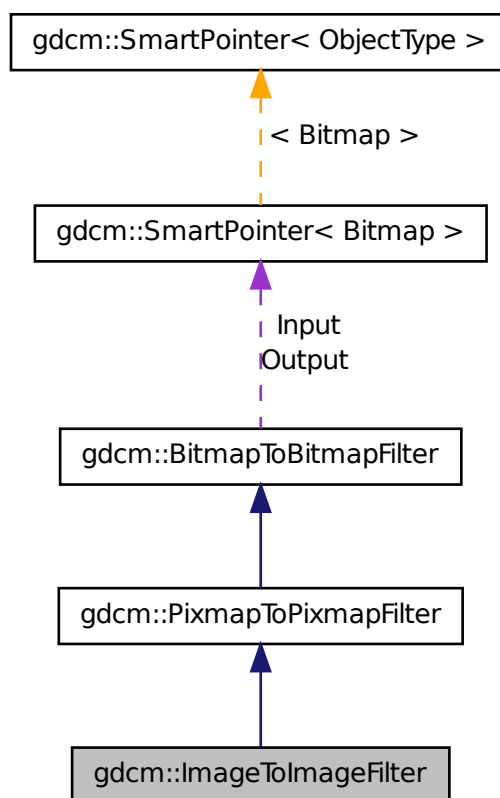 gdcm::SmartPointer< ObjectType >
< Bitmap >
gdcm::SmartPointer< Bitmap >
Input
Output
gdcm::BitmapToBitmapFilter
gdcm::PixmapToPixmapFilter
gdcm::ImageToImageFilter